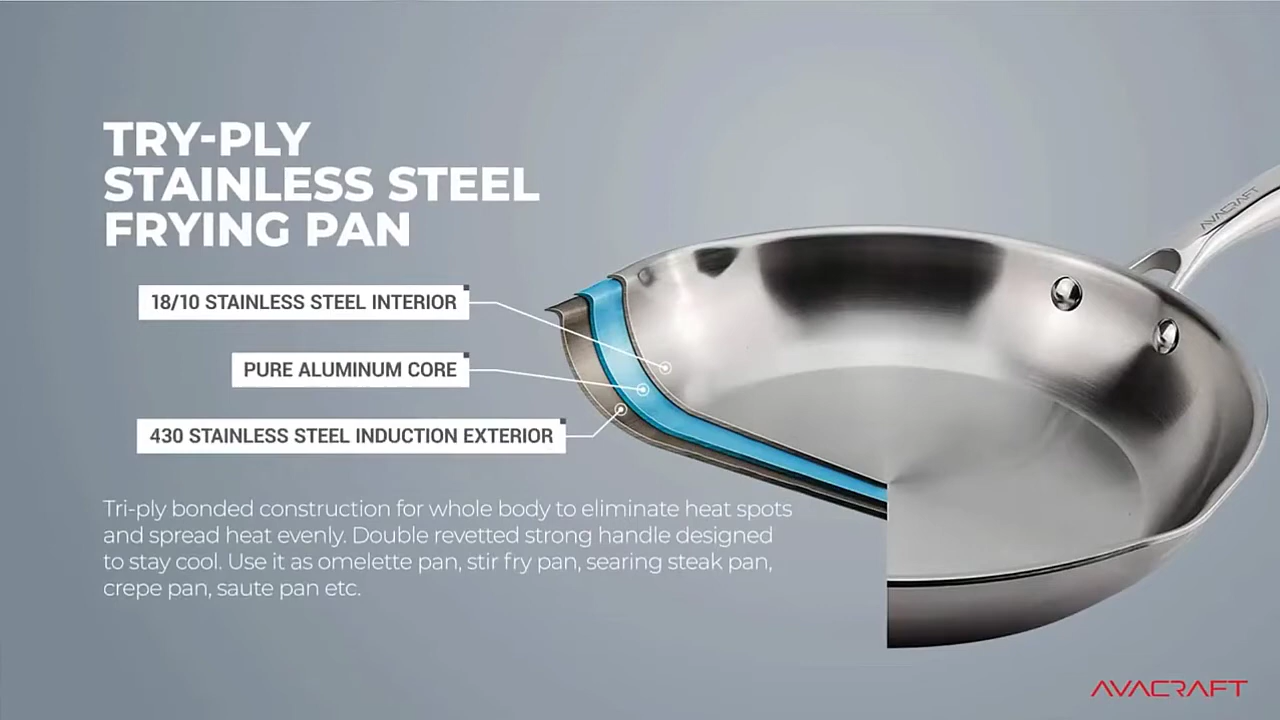 TRY-PLY
STAINLESS STEEL
FRYING PAN
18/10 STAINLESS STEEL INTERIOR
PURE ALUMINUM CORE
430 STAINLESS STEEL INDUCTION EXTERIOR
Tri-ply bonded construction for whole body to eliminate heat spots
and spread heat evenly. Double revetted strong handle designed
to stay cool. Use it as omelette pan, stir fry pan, searing steak pan,
crepe pan, saute pan etc.
AVACRAFT
AVACRAFT